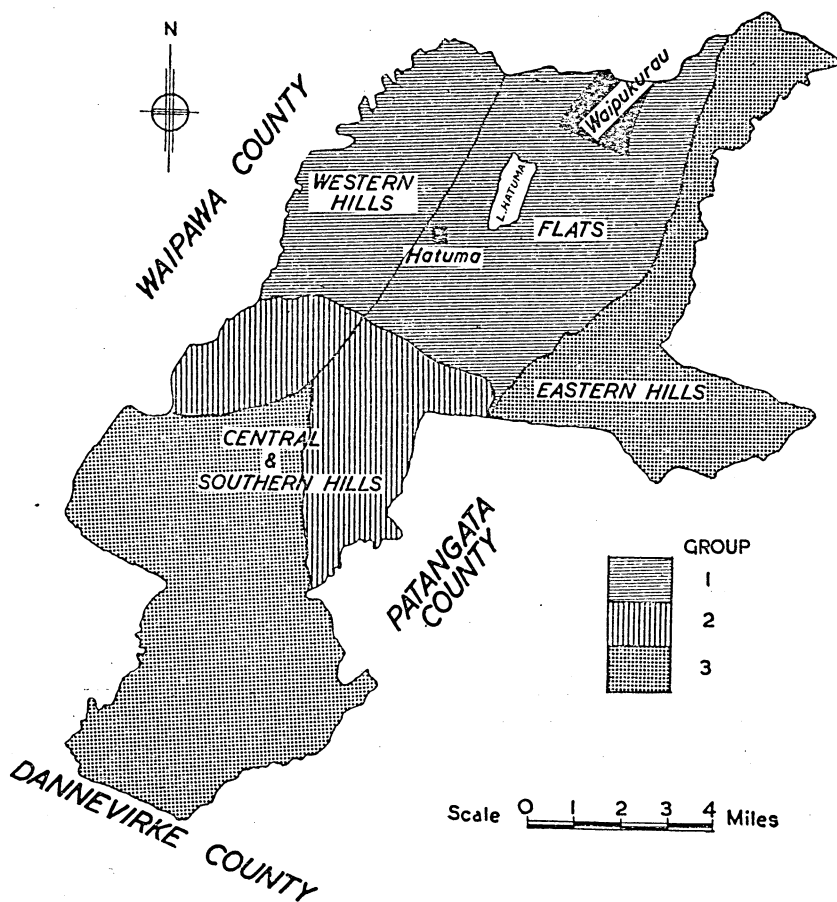 N
WAIPAWA COUNTY
Waipukurau
WESTERN
HILLS
L. HATUMA
FLATS
Hatuma
EASTERN HILLS
CENTRAL
&
SOUTHERN HILLS
PATANGATA
COUNTY
GROUP
1
2
3
DANNEVIRKE COUNTY
Scale 0 1 2 3 4 Miles